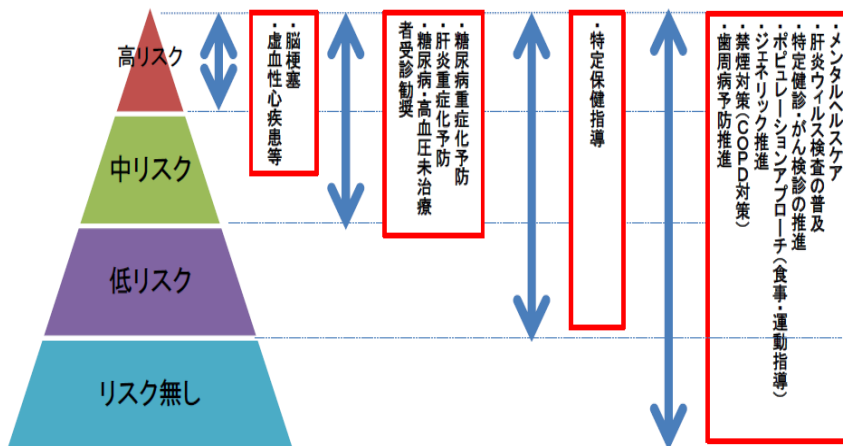 高リスク
中リスク
低リスク
リスク無し
・脳梗塞
・虚血性心疾患等
・糖尿病重症化予防
・肝炎重症化予防
・糖尿病・高血圧未治療
者受診勧奨
・特定保健指導
・メンタルヘルスケア
・肝炎ウィルス検査の普及
・特定健診・がん検診の推進
・ポピュレーションアプローチ(食事・運動指導)
・ジェネリック推進
・禁煙対策(COPD対策)
・歯周病予防推進